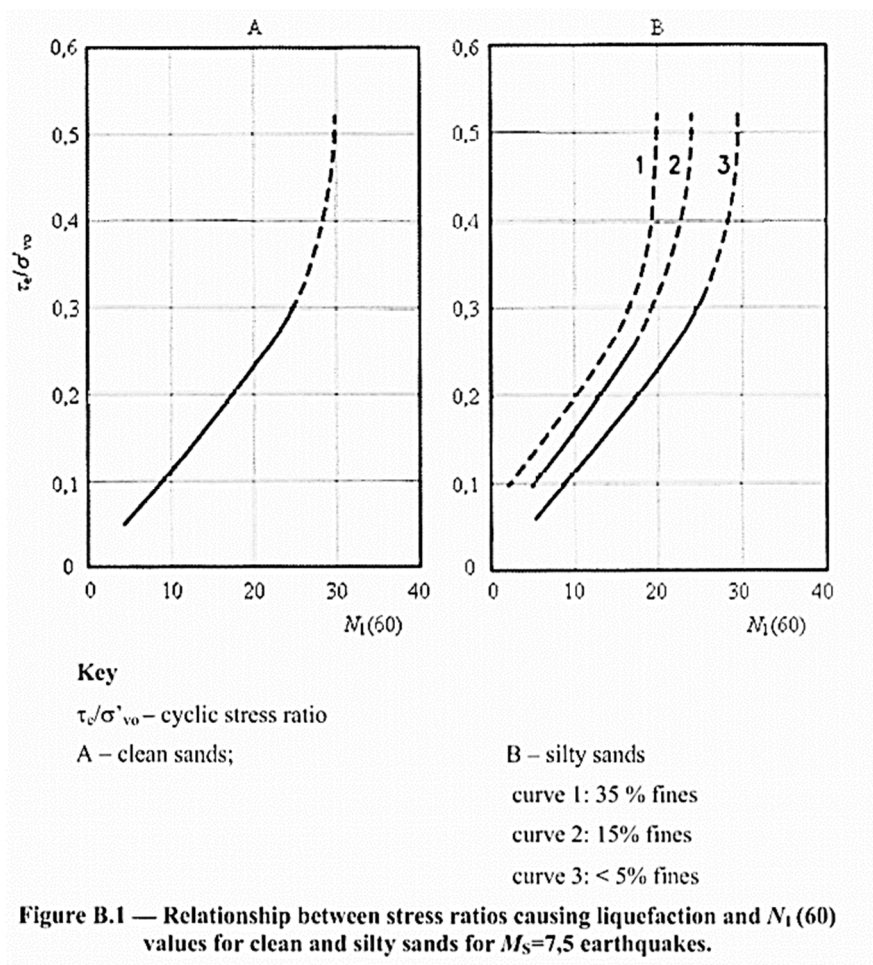 A
B
0,6
0,5
0,4
0,3
0,2
0,1
0
τe/σ'vo
0 10 20 30 40
N1(60)
0,6
0,5
0,4
0,3
0,2
0,1
0
1 2 3
0 10 20 30 40
N1(60)
Key
τe/σ'vo – cyclic stress ratio
A – clean sands;
B – silty sands
curve 1: 35 % fines
curve 2: 15% fines
curve 3: < 5% fines
Figure B.1 — Relationship between stress ratios causing liquefaction and N1 (60)
values for clean and silty sands for MS=7,5 earthquakes.